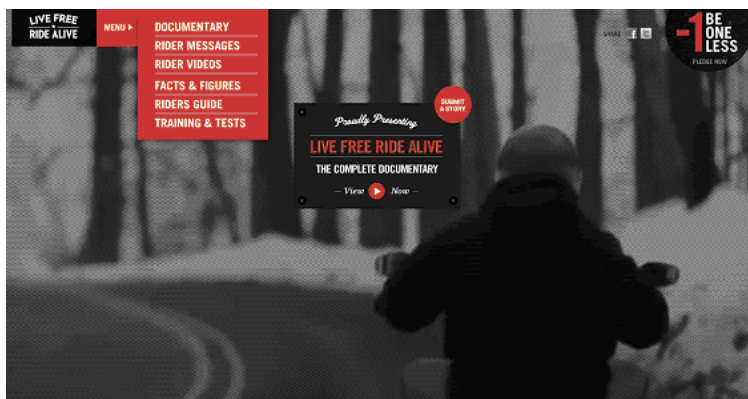 LIVE FREE
RIDE ALIVE
MENU
DOCUMENTARY
RIDER MESSAGES
RIDER VIDEOS
FACTS & FIGURES
RIDERS GUIDE
TRAINING & TESTS
SHARE
f
t
-1 BE
ONE
LESS
PLEDGE NOW
SUBMIT
A STORY
Proudly Presenting
LIVE FREE RIDE ALIVE
THE COMPLETE DOCUMENTARY
– View Now –